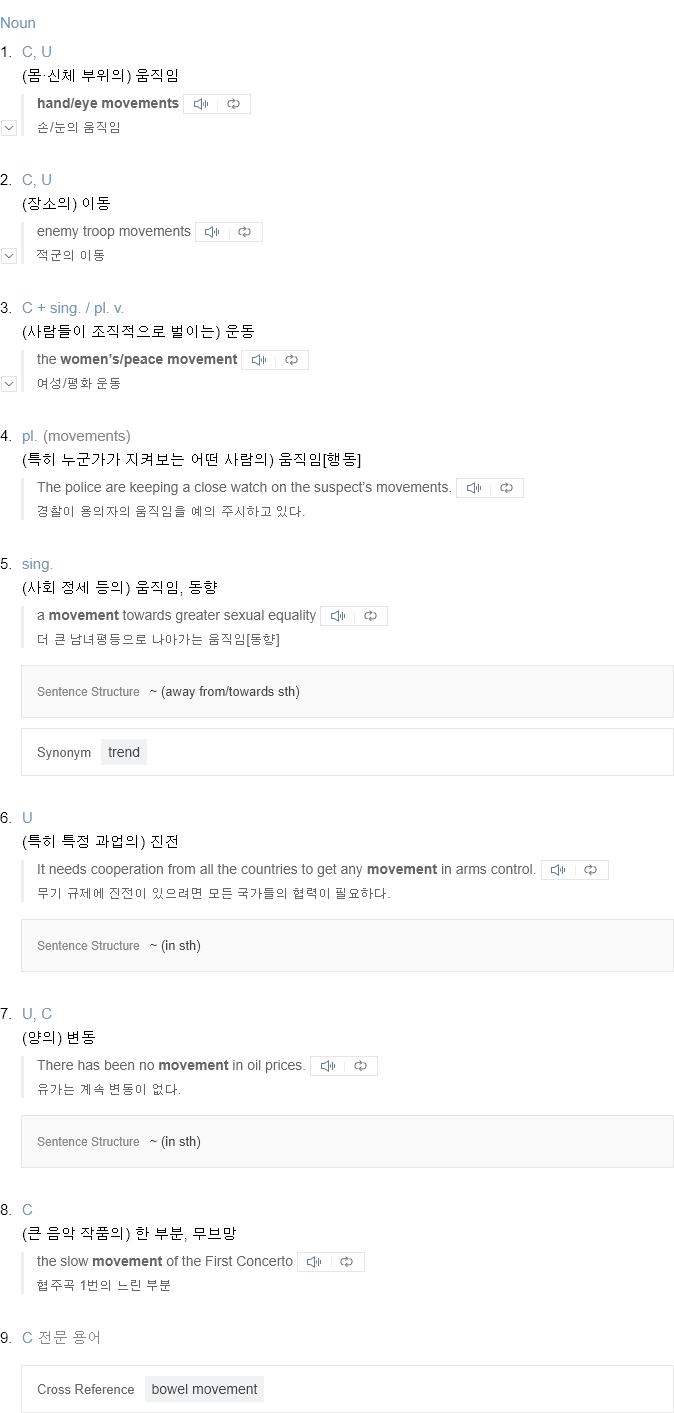 Noun
1. C, U
(몸·신체 부위의) 움직임
hand/eye movements
손/눈의 움직임
2. C, U
(장소의) 이동
enemy troop movements
적군의 이동
3. C + sing. / pl. v.
(사람들이 조직적으로 벌이는) 운동
the women's/peace movement
여성/평화 운동
4. pl. (movements)
(특히 누군가가 지켜보는 어떤 사람의) 움직임[행동]
The police are keeping a close watch on the suspect's movements.
경찰이 용의자의 움직임을 예의 주시하고 있다.
5. sing.
(사회 정세 등의) 움직임, 동향
a movement towards greater sexual equality
더 큰 남녀평등으로 나아가는 움직임[동향]
Sentence Structure ~ (away from/towards sth)
Synonym trend
6. U
(특히 특정 과업의) 진전
It needs cooperation from all the countries to get any movement in arms control.
무기 규제에 진전이 있으려면 모든 국가들의 협력이 필요하다.
Sentence Structure ~ (in sth)
7. U, C
(양의) 변동
There has been no movement in oil prices.
유가는 계속 변동이 없다.
Sentence Structure ~ (in sth)
8. C
(큰 음악 작품의) 한 부분, 무브망
the slow movement of the First Concerto
협주곡 1번의 느린 부분
9. C 전문 용어
Cross Reference bowel movement